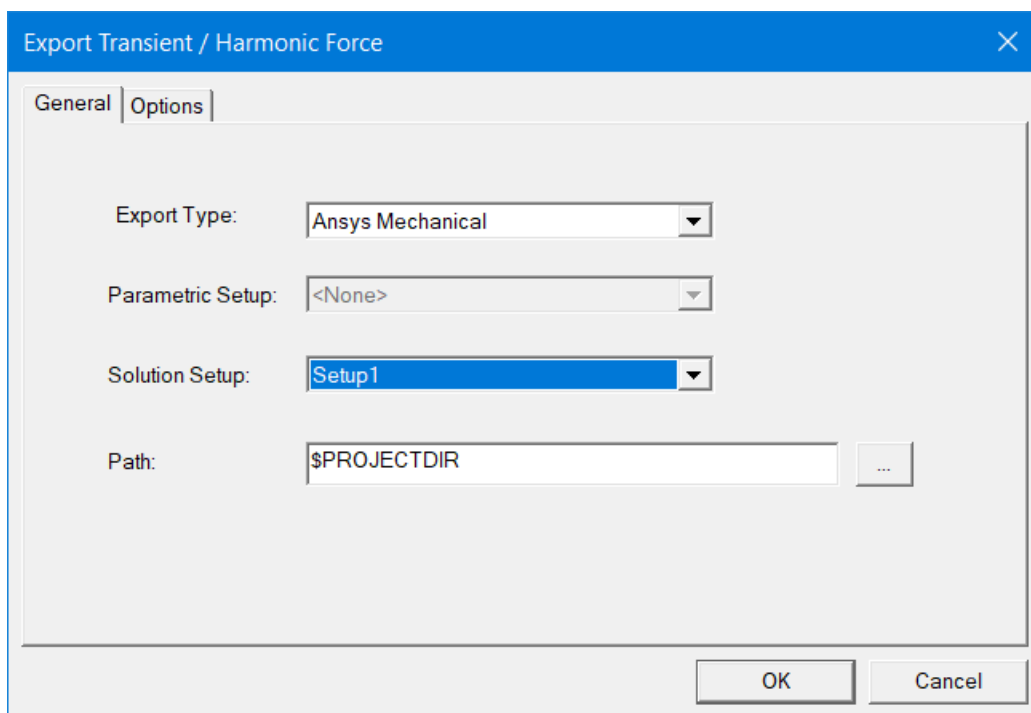 Export Transient / Harmonic Force
General Options
Export Type: Ansys Mechanical
Parametric Setup: <None>
Solution Setup: Setup1
Path: $PROJECTDIR ...
OK Cancel